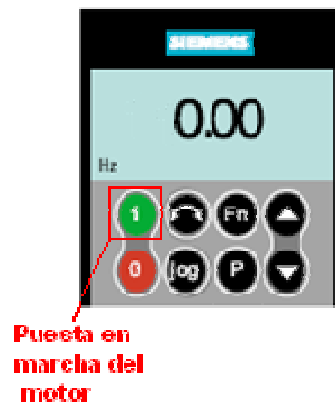 SIEMENS
0.00
Hz
1 Fn
0 jog P
Puesta en
marcha del
motor